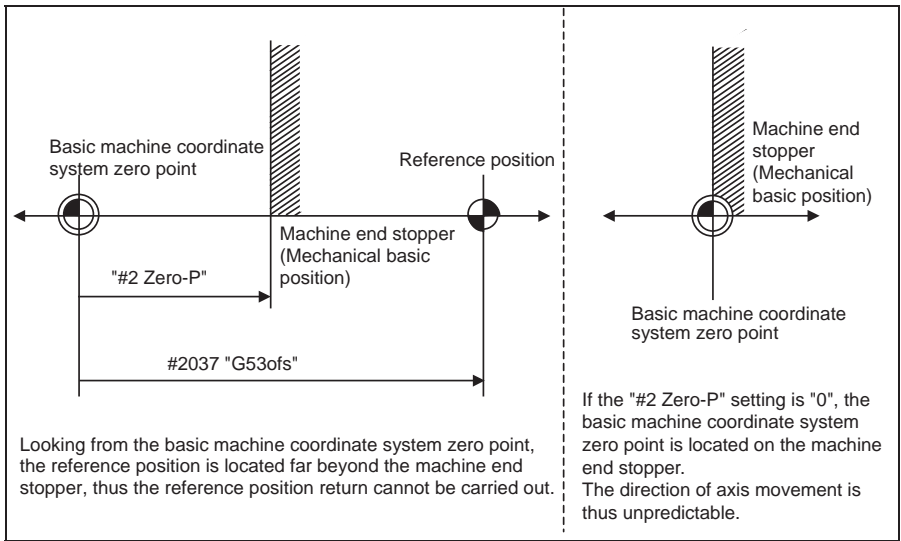 Basic machine coordinate
system zero point
Reference position
Machine end stopper
(Mechanical basic
position)
"#2 Zero-P"
#2037 "G53ofs"
Looking from the basic machine coordinate system zero point,
the reference position is located far beyond the machine end
stopper, thus the reference position return cannot be carried out.
Machine end
stopper
(Mechanical
basic position)
Basic machine coordinate
system zero point
If the "#2 Zero-P" setting is "0", the
basic machine coordinate system
zero point is located on the machine
end stopper.
The direction of axis movement is
thus unpredictable.